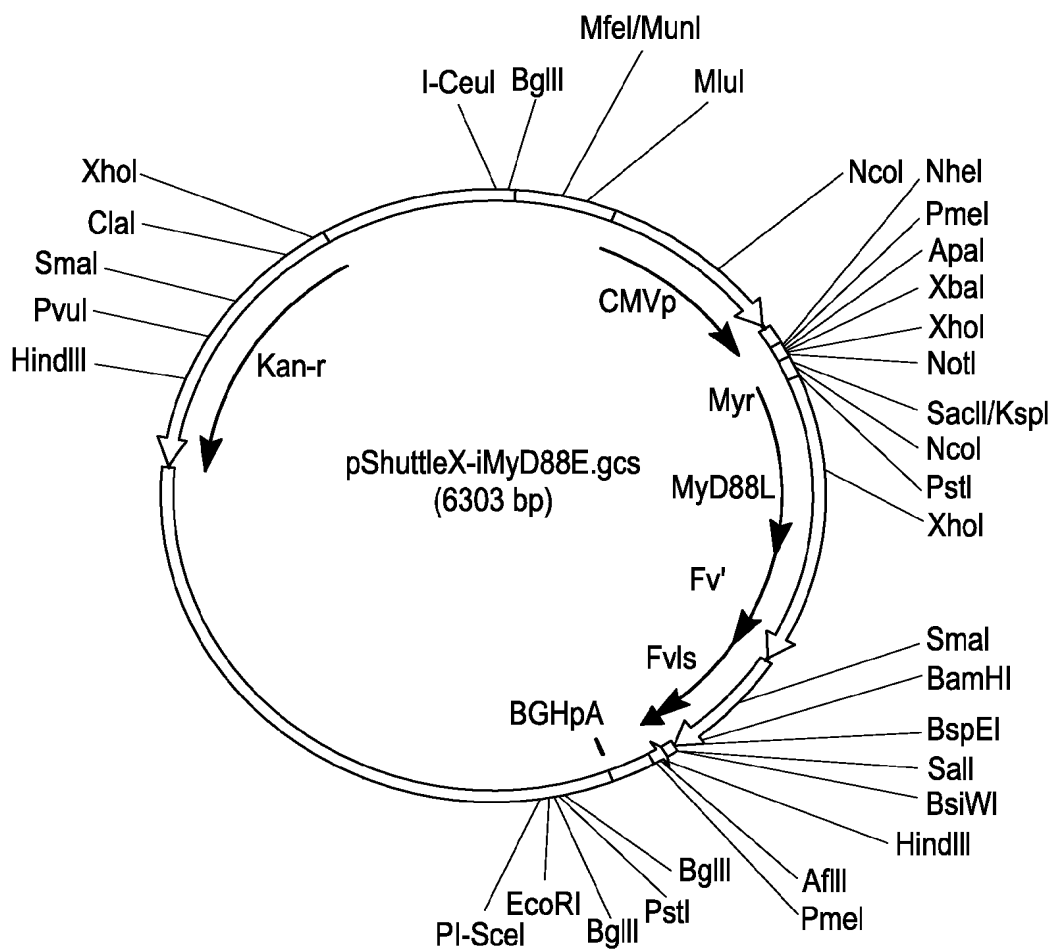 MfeI/MunI
I-CeuI
BglII
MluI
XhoI
NcoI
NheI
ClaI
PmeI
SmaI
ApaI
PvuI
XbaI
HindIII
CMVp
XhoI
Kan-r
NotI
Myr
SacII/KspI
NcoI
pShuttleX-iMyD88E.gcs
(6303 bp)
MyD88L
PstI
XhoI
Fv'
FvIs
SmaI
BamHI
BGHpA
BspEI
SalI
BsiWI
HindIII
BglII
AflII
EcoRI
PstI
PmeI
PI-SceI
BglII